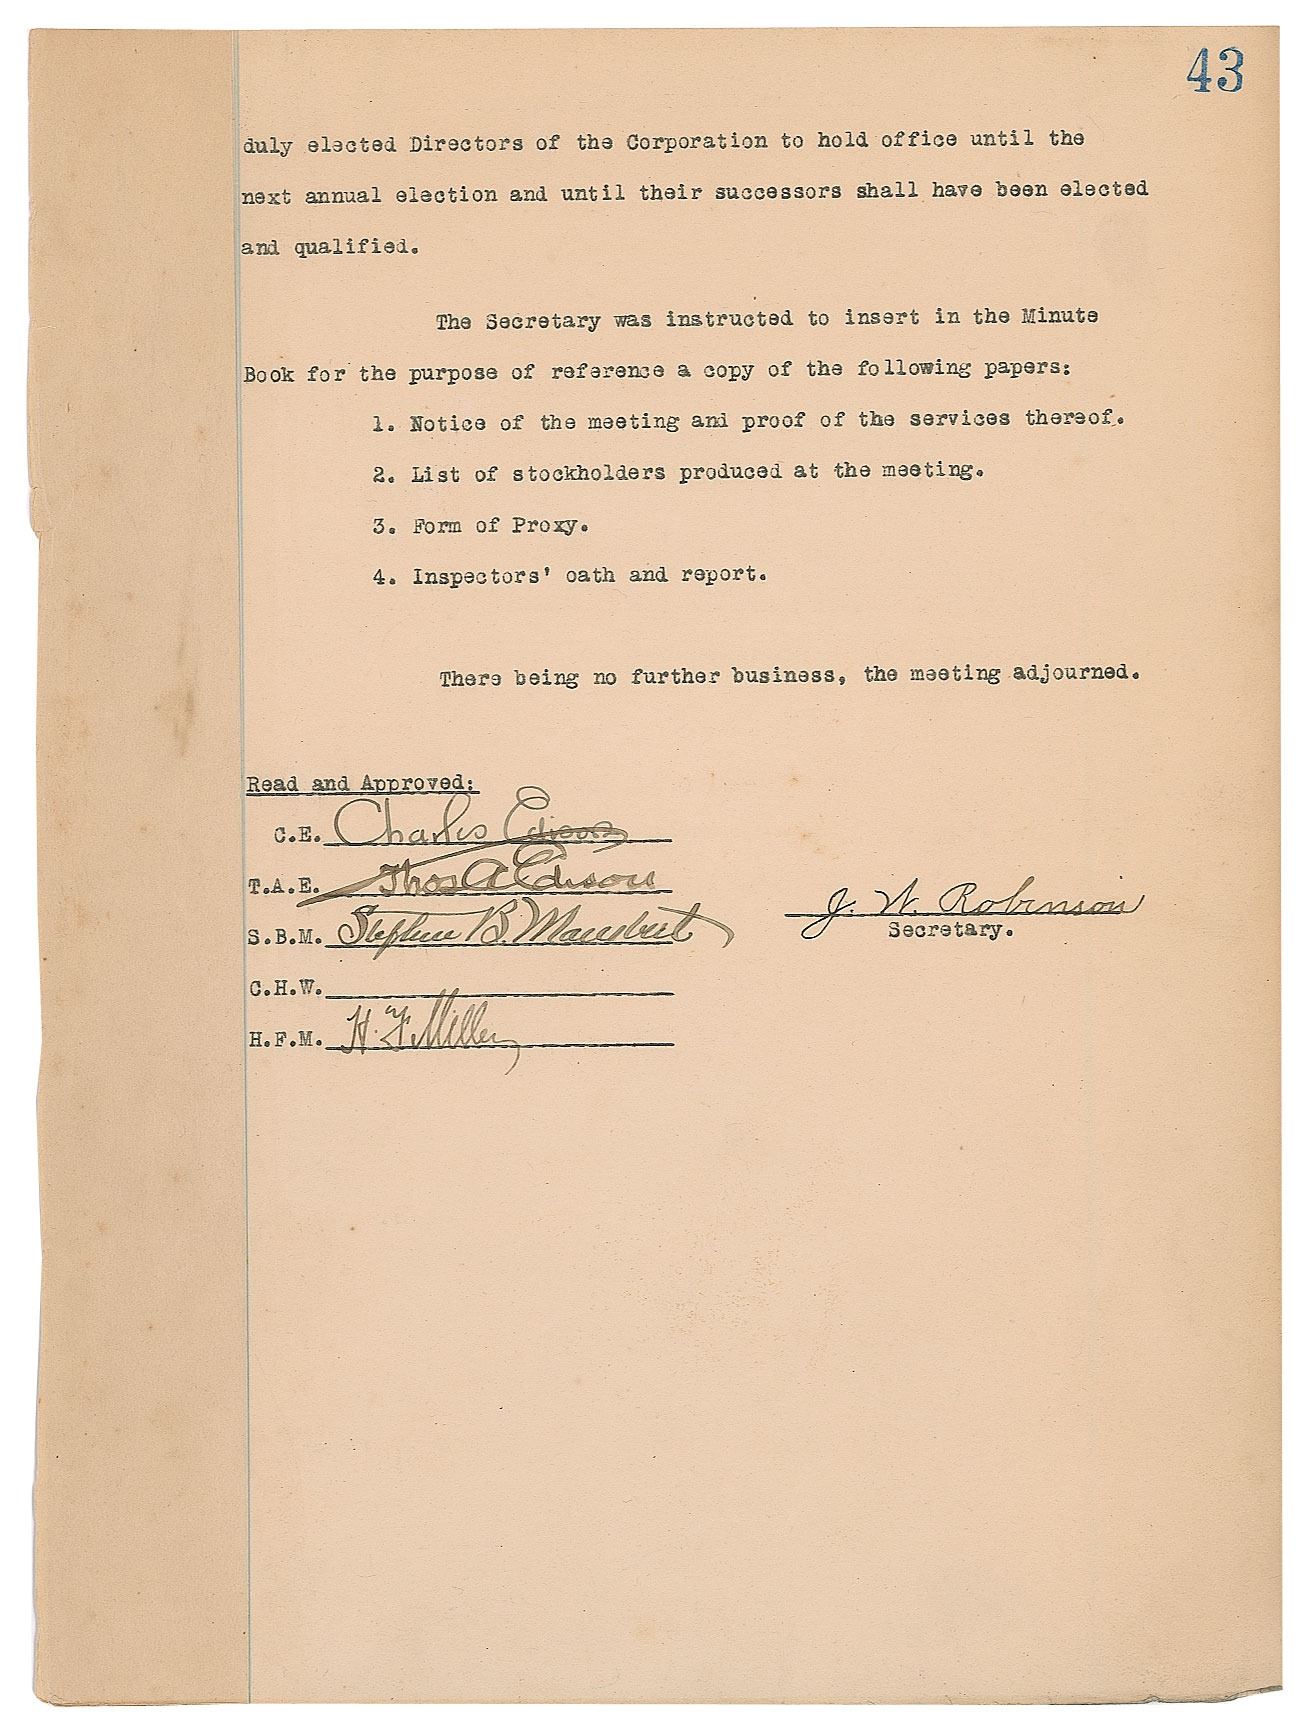 43
duly elected Directors of the Corporation to hold office until the
next annual election and until their successors shall have been elected
and qualified.
The Secretary was instructed to insert in the Minute
Book for the purpose of reference a copy of the following papers:
1. Notice of the meeting and proof of the services thereof.
2. List of stockholders produced at the meeting.
3. Form of Proxy.
4. Inspectors' oath and report.
There being no further business, the meeting adjourned.
Read and Approved:
C.E. Charles Edison
T.A.E. Thos A Edison
S.B.M. Stephen B. Mambert
J. W. Robinson
Secretary.
C.H.W.
H.F.M. H. F. Miller